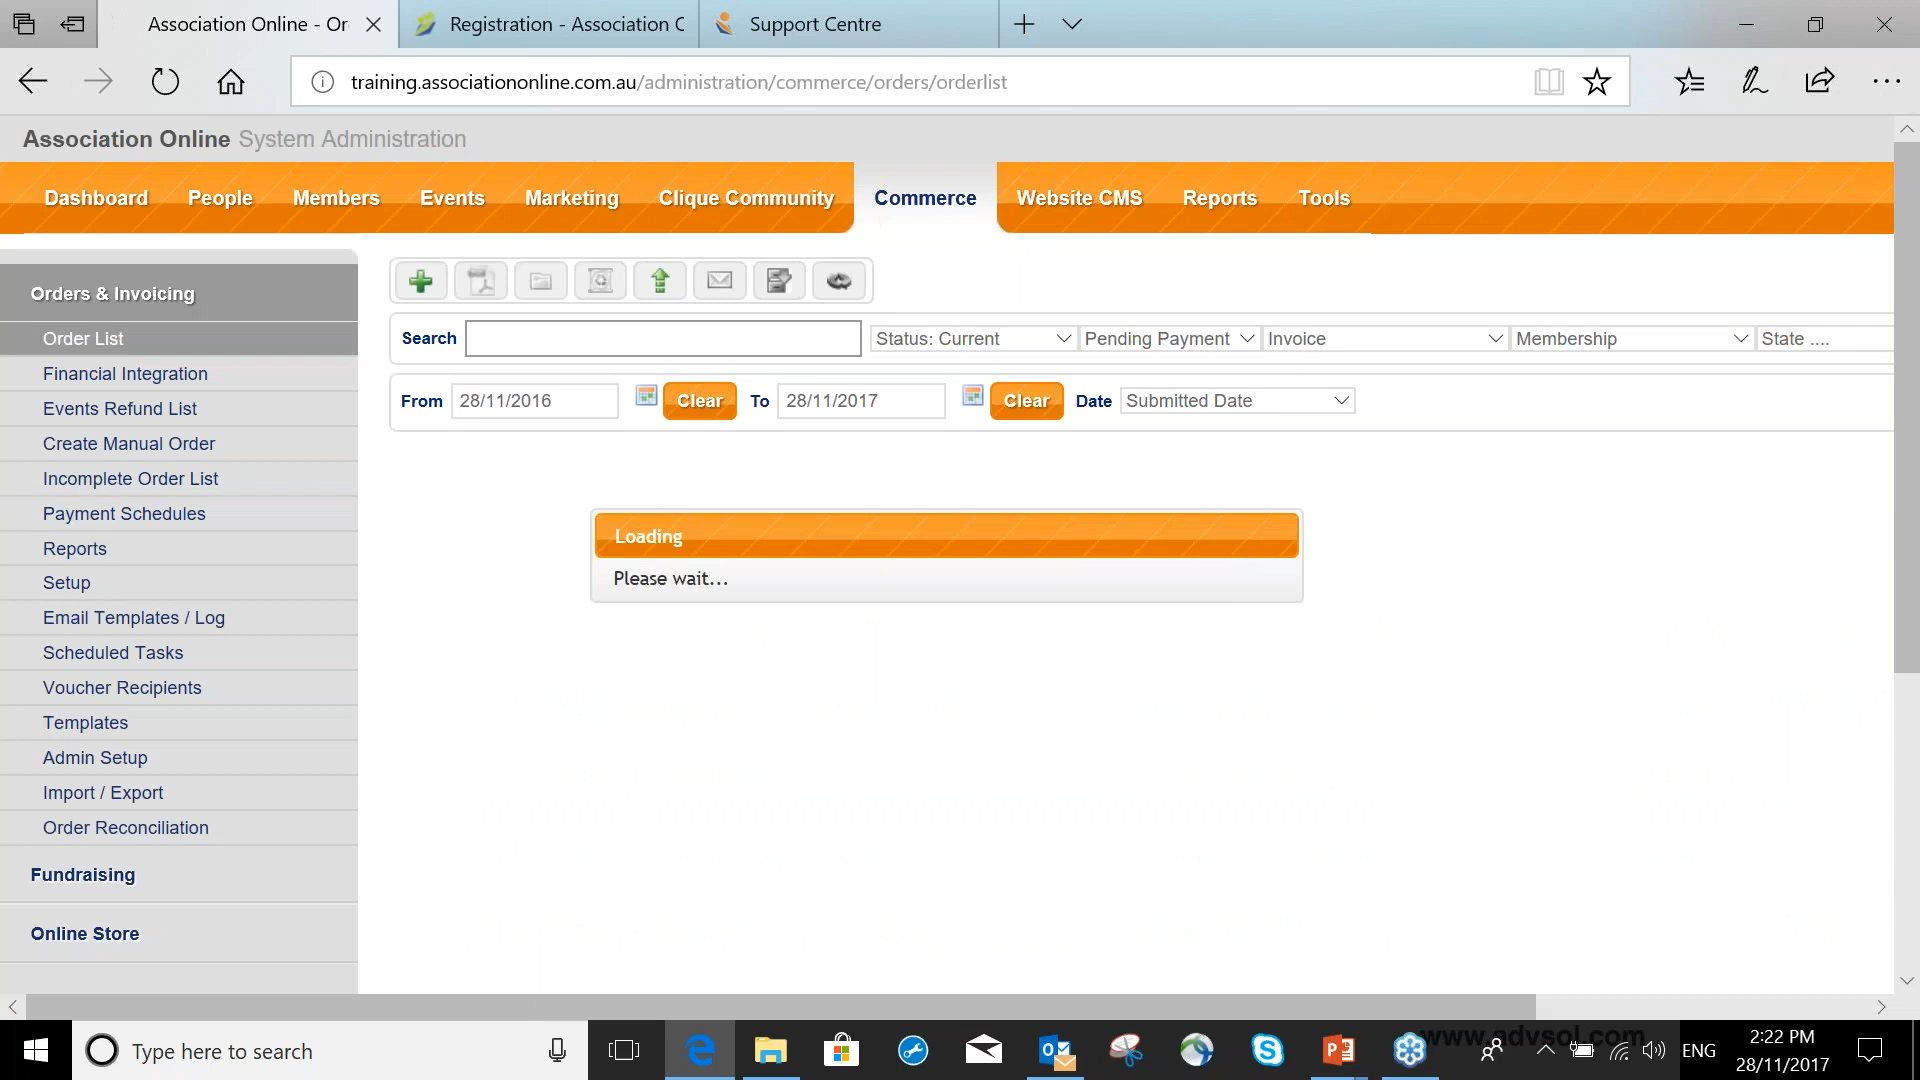 Association Online - Or
Registration - Association C
Support Centre
training.associationonline.com.au/administration/commerce/orders/orderlist
Association Online System Administration
Dashboard People Members Events Marketing Clique Community Commerce Website CMS Reports Tools
Orders & Invoicing
Order List
Financial Integration
Events Refund List
Create Manual Order
Incomplete Order List
Payment Schedules
Reports
Setup
Email Templates / Log
Scheduled Tasks
Voucher Recipients
Templates
Admin Setup
Import / Export
Order Reconciliation
Fundraising
Online Store
Search Status: Current Pending Payment Invoice Membership State ....
From 28/11/2016 Clear To 28/11/2017 Clear Date Submitted Date
Loading
Please wait...
Type here to search
www.advsol.com
ENG
2:22 PM
28/11/2017